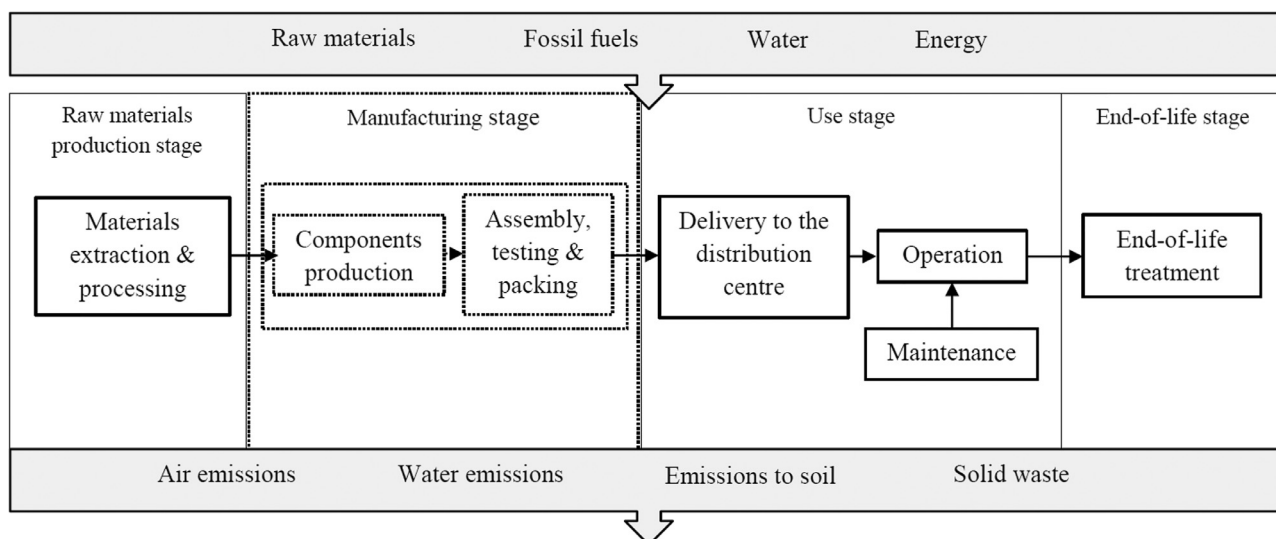 Raw materials Fossil fuels Water Energy
Raw materials
production stage
Manufacturing stage
Use stage
End-of-life stage
Materials
extraction &
processing
Components
production
Assembly,
testing &
packing
Delivery to the
distribution
centre
Operation
Maintenance
End-of-life
treatment
Air emissions Water emissions Emissions to soil Solid waste